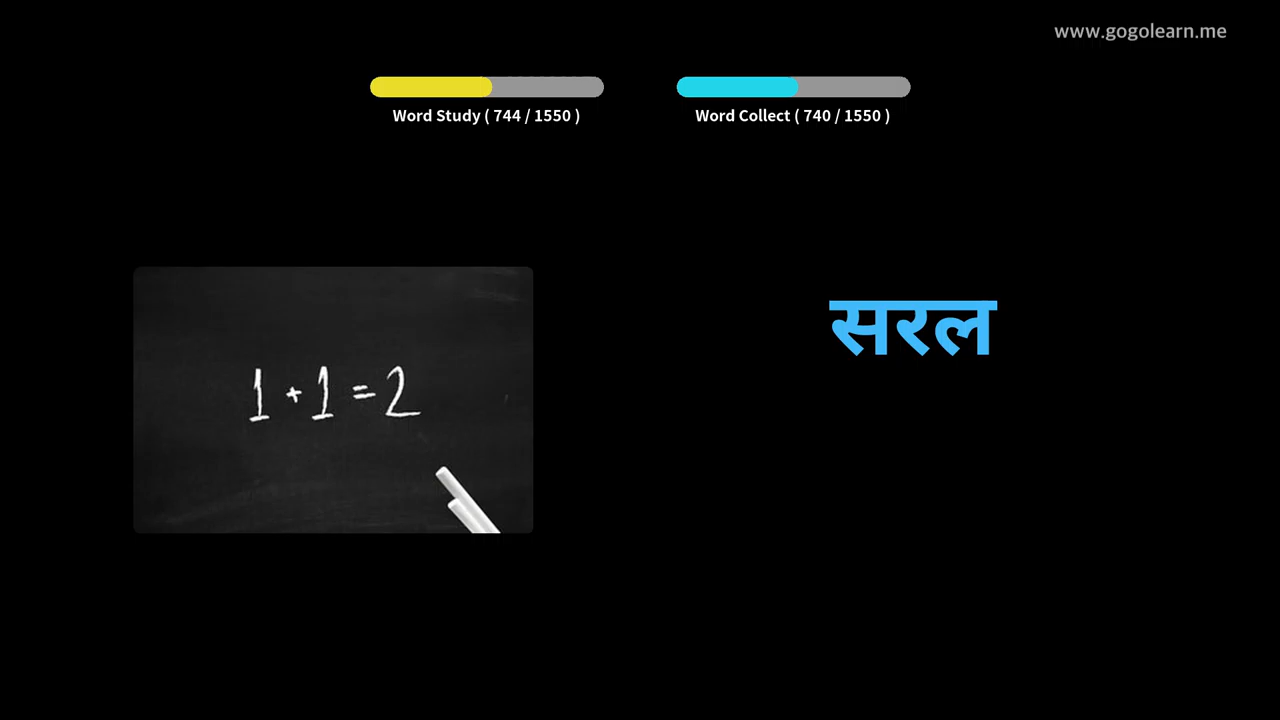 www.gogolearn.me
Word Study ( 744 / 1550 )
Word Collect ( 740 / 1550 )
सरल
1 + 1 = 2